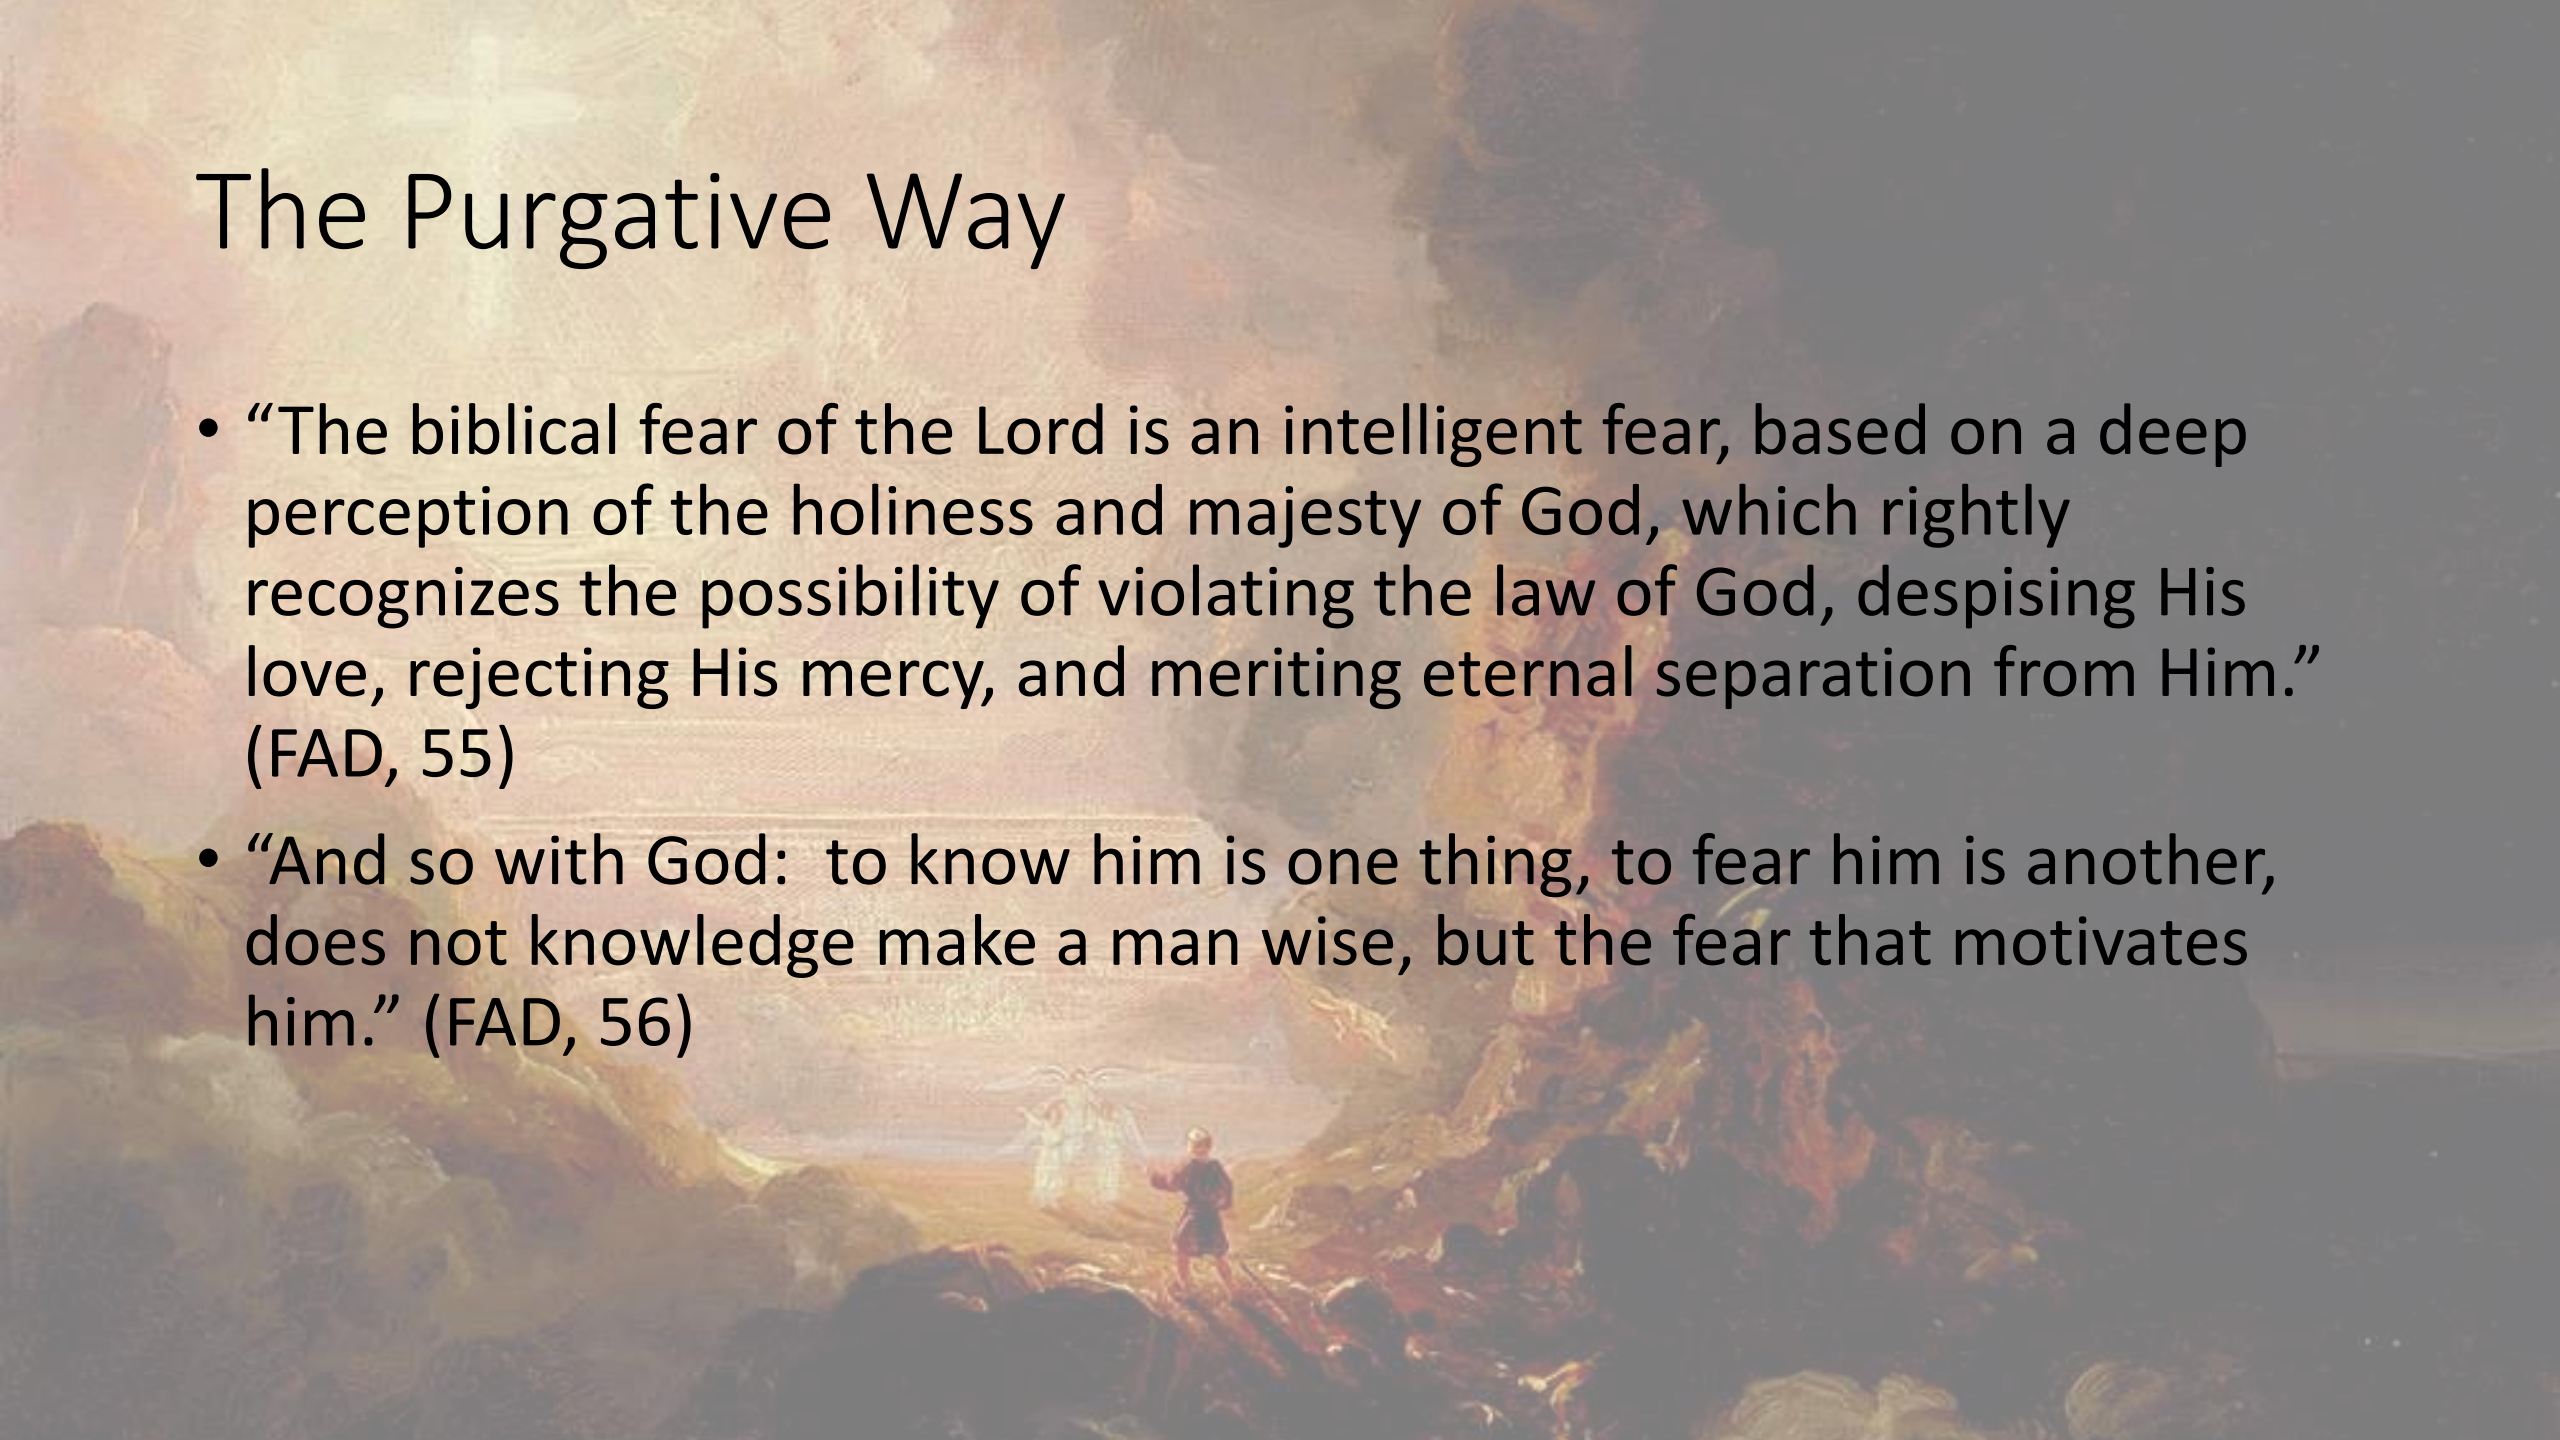 The Purgative Way
• “The biblical fear of the Lord is an intelligent fear, based on a deep
perception of the holiness and majesty of God, which rightly
recognizes the possibility of violating the law of God, despising His
love, rejecting His mercy, and meriting eternal separation from Him.”
(FAD, 55)
• “And so with God:  to know him is one thing, to fear him is another,
does not knowledge make a man wise, but the fear that motivates
him.” (FAD, 56)